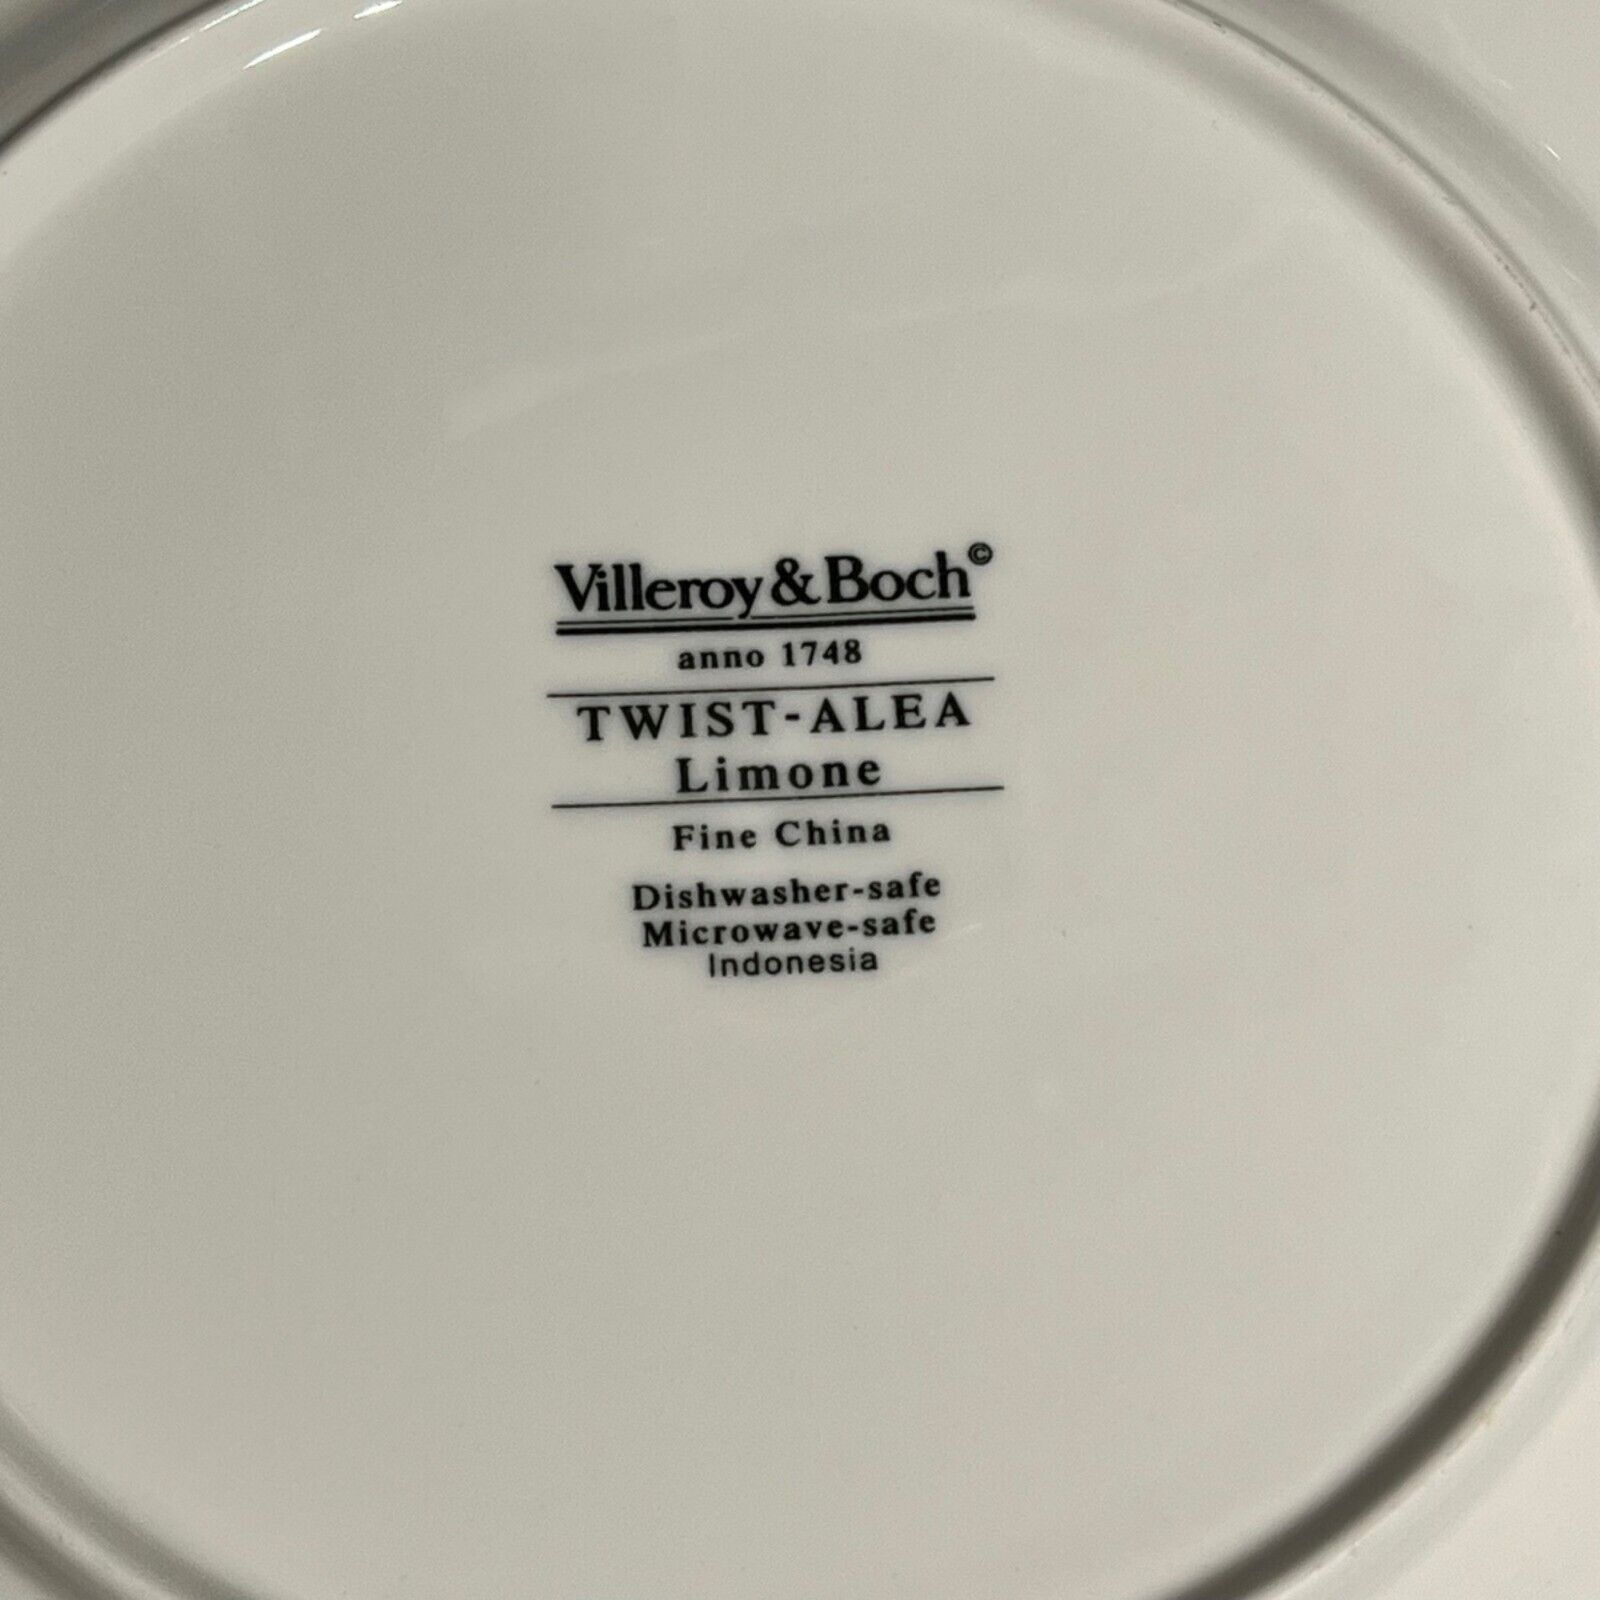 Villeroy & Boch©
anno 1748
TWIST-ALEA
Limone
Fine China
Dishwasher-safe
Microwave-safe
Indonesia